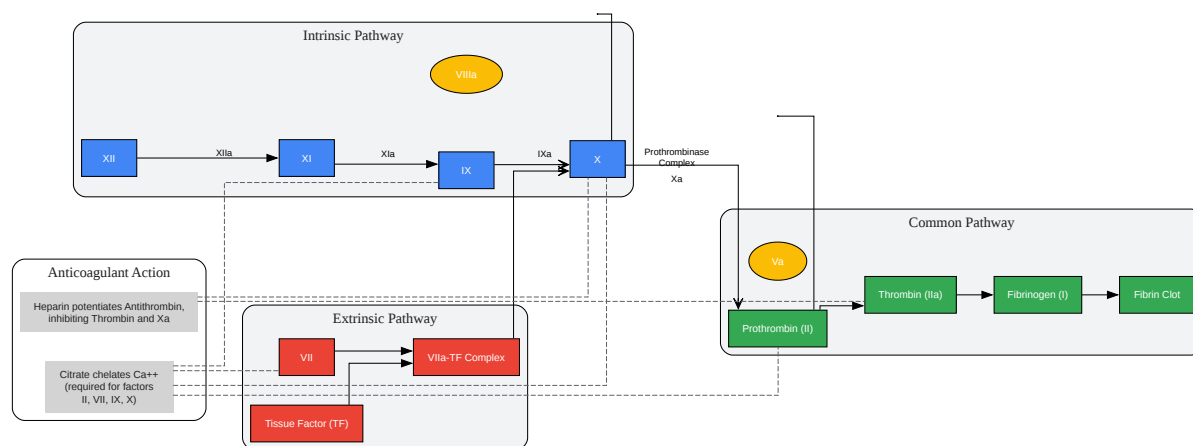 Intrinsic Pathway
VIIIa
XII
XIIa
XI
XIa
IX
IXa
X
Prothrombinase
Complex
Xa
Common Pathway
Va
Thrombin (IIa)
Fibrinogen (I)
Fibrin Clot
Prothrombin (II)
Anticoagulant Action
Heparin potentiates Antithrombin,
inhibiting Thrombin and Xa
Citrate chelates Ca++
(required for factors
II, VII, IX, X)
Extrinsic Pathway
VII
VIIa-TF Complex
Tissue Factor (TF)